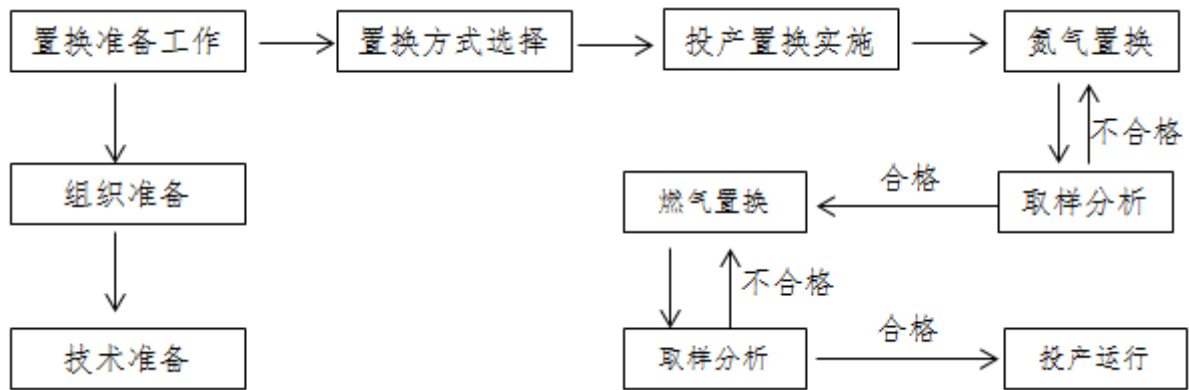 置换准备工作
置换方式选择
投产置换实施
氮气置换
不合格
组织准备
燃气置换
合格
取样分析
不合格
技术准备
取样分析
合格
投产运行